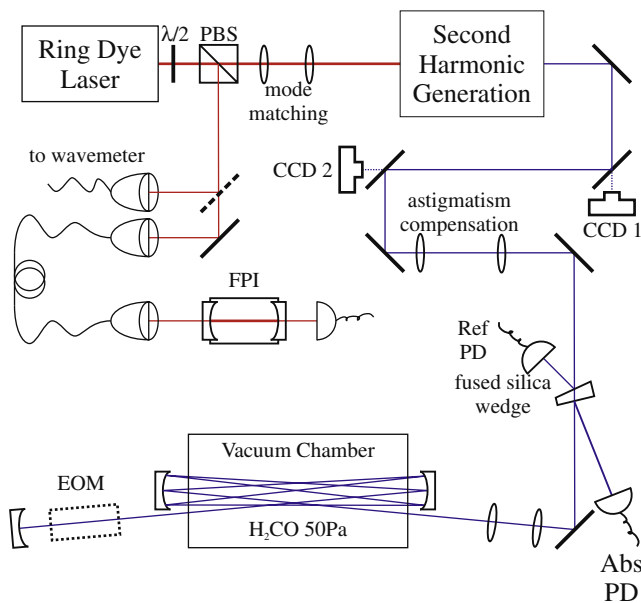 Ring Dye
Laser
λ/2
PBS
mode
matching
Second
Harmonic
Generation
to wavemeter
CCD 2
CCD 1
astigmatism
compensation
FPI
Ref
PD
fused silica
wedge
Vacuum Chamber
H₂CO 50Pa
EOM
Abs
PD